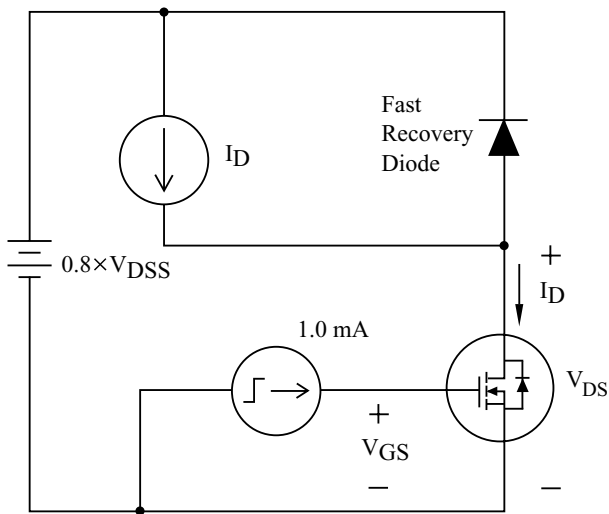 Fast
Recovery
Diode
I_D
0.8×V_DSS
+
I_D
1.0 mA
V_DS
+
V_GS
−
−